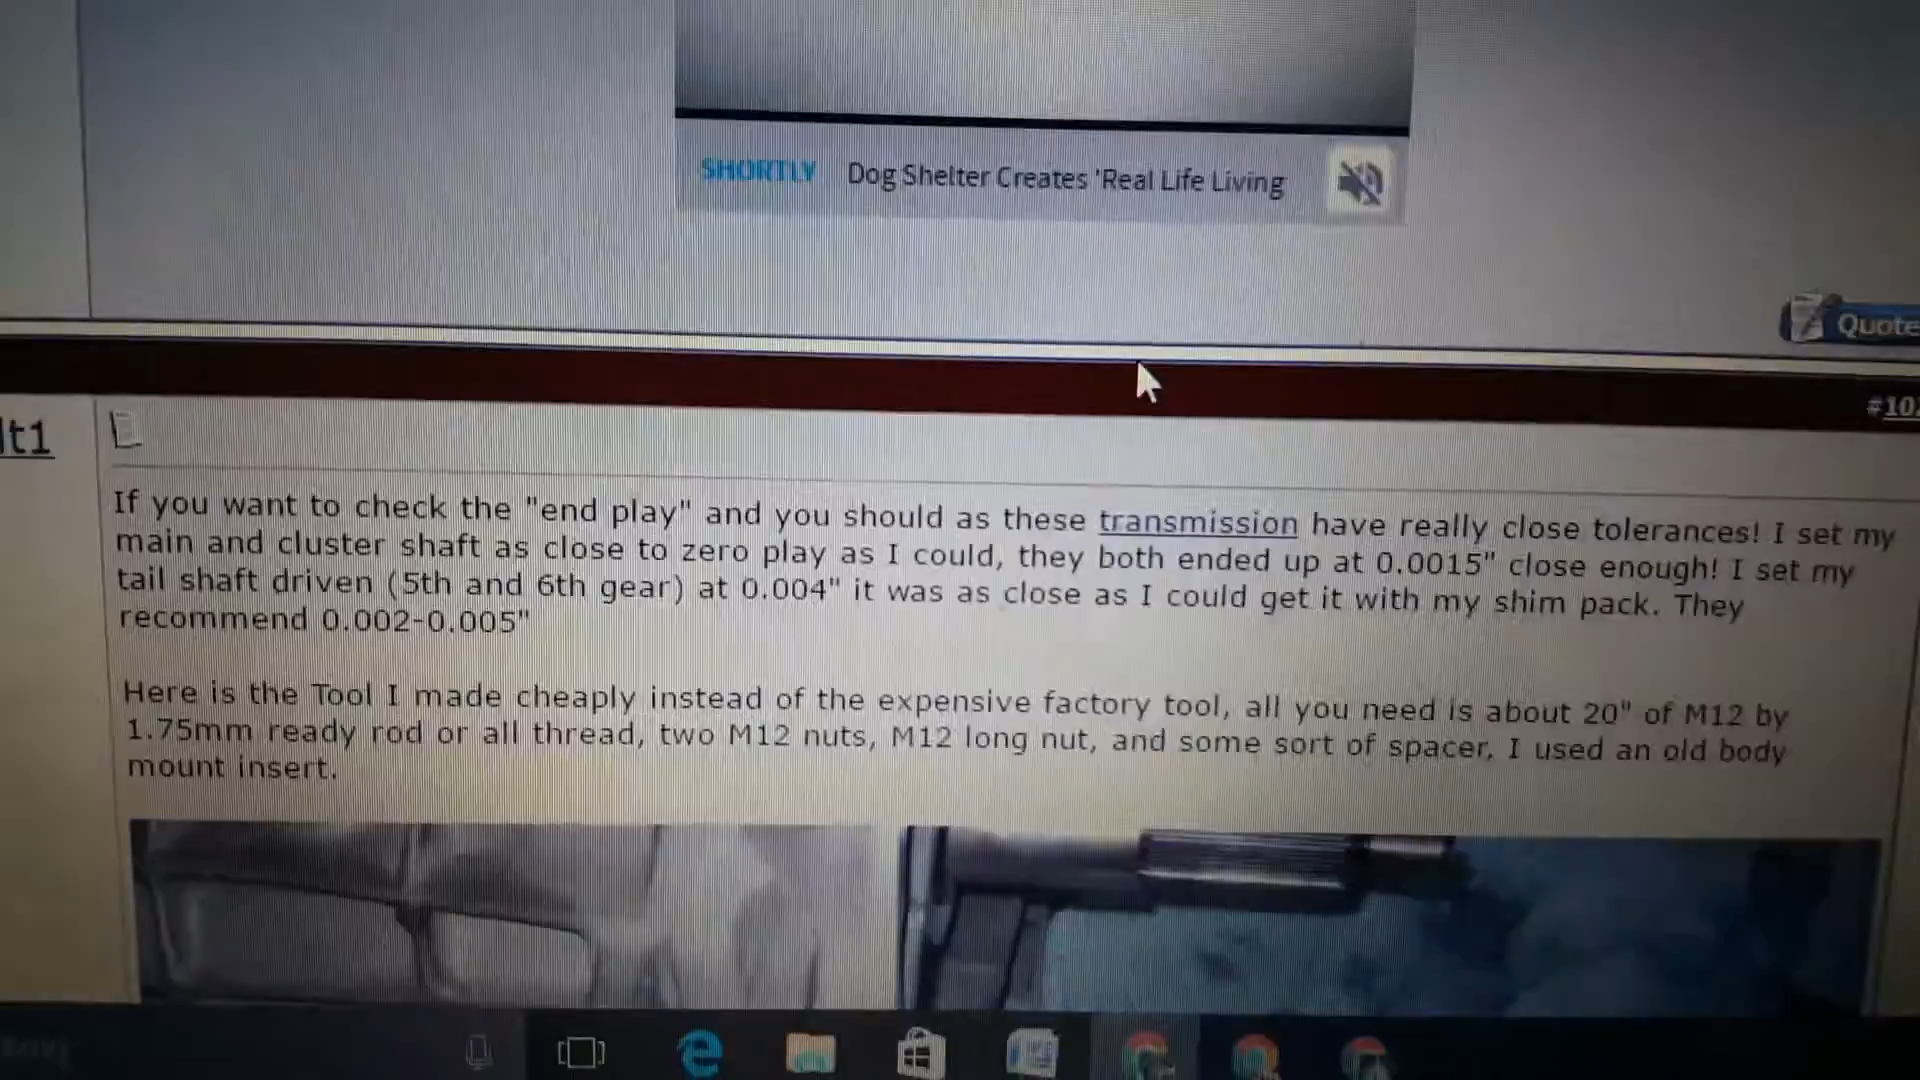 SHORTLY Dog Shelter Creates 'Real Life Living
Quote
#10
lt1
If you want to check the "end play" and you should as these transmission have really close tolerances! I set my
main and cluster shaft as close to zero play as I could, they both ended up at 0.0015" close enough! I set my
tail shaft driven (5th and 6th gear) at 0.004" it was as close as I could get it with my shim pack. They
recommend 0.002-0.005"
Here is the Tool I made cheaply instead of the expensive factory tool, all you need is about 20" of M12 by
1.75mm ready rod or all thread, two M12 nuts, M12 long nut, and some sort of spacer, I used an old body
mount insert.